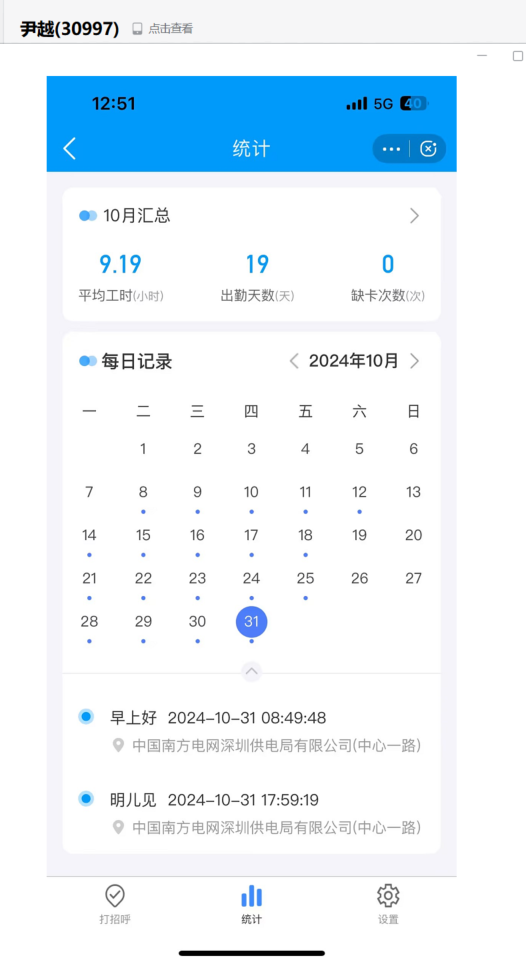 尹越(30997) 点击查看
12:51 5G 40
统计
10月汇总
9.19 19 0
平均工时(小时) 出勤天数(天) 缺卡次数(次)
每日记录 2024年10月
一 二 三 四 五 六 日
1 2 3 4 5 6
7 8 9 10 11 12 13
14 15 16 17 18 19 20
21 22 23 24 25 26 27
28 29 30 31
早上好 2024-10-31 08:49:48
中国南方电网深圳供电局有限公司(中心一路)
明儿见 2024-10-31 17:59:19
中国南方电网深圳供电局有限公司(中心一路)
打招呼 统计 设置